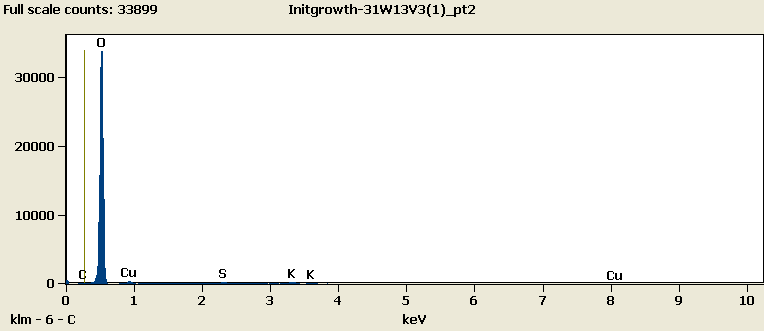 Full scale counts: 33899 Initgrowth-31W13V3(1)_pt2
O
30000
20000
10000
C Cu S K K Cu
0
0 1 2 3 4 5 6 7 8 9 10
klm - 6 - C keV